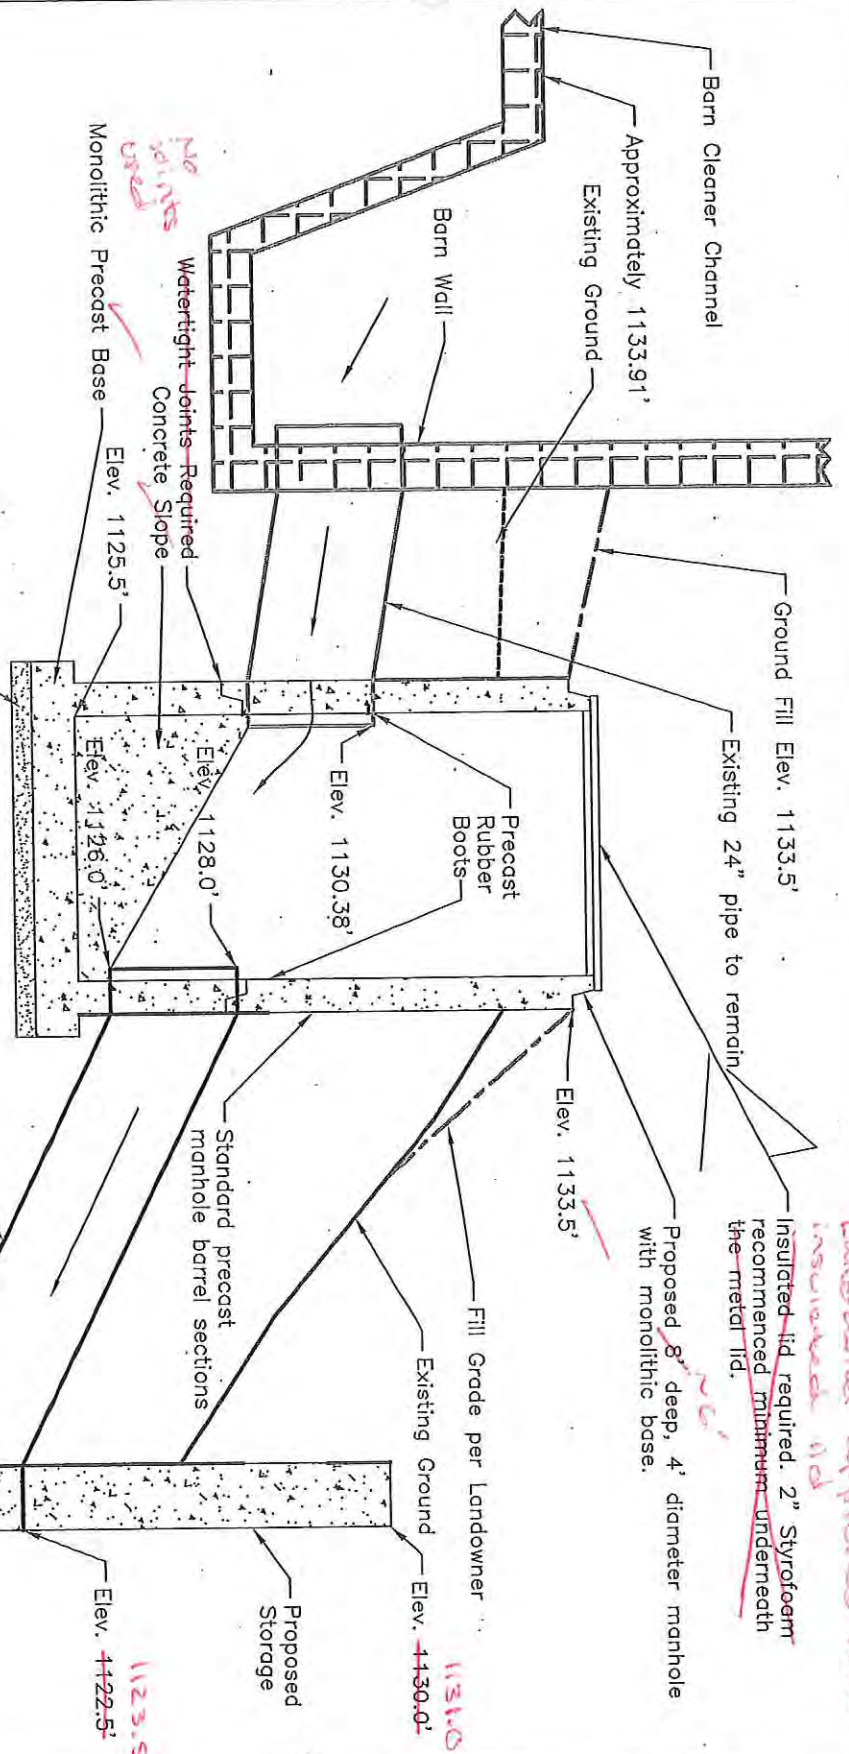 Barn Cleaner Channel
Approximately 1133.91'
Existing Ground
Barn Wall
Watertight Joints Required
Concrete Slope
No
joints
used
Monolithic Precast Base
Elev. 1125.5'
Ground Fill Elev. 1133.5'
Existing 24" pipe to remain
Precast
Rubber
Boots
Elev. 1130.38'
Elev. 1128.0'
Elev. 1126.0'
insulated lid
Insulated lid required. 2" Styrofoam
recommenced minimum underneath
the metal lid.
Proposed 8' deep, 4' diameter manhole
with monolithic base.
~6'
Elev. 1133.5'
Standard precast
manhole barrel sections
Fill Grade per Landowner
Existing Ground
Elev. 1130.0'
1131.0
Proposed
Storage
Elev. 1122.5'
1123.5